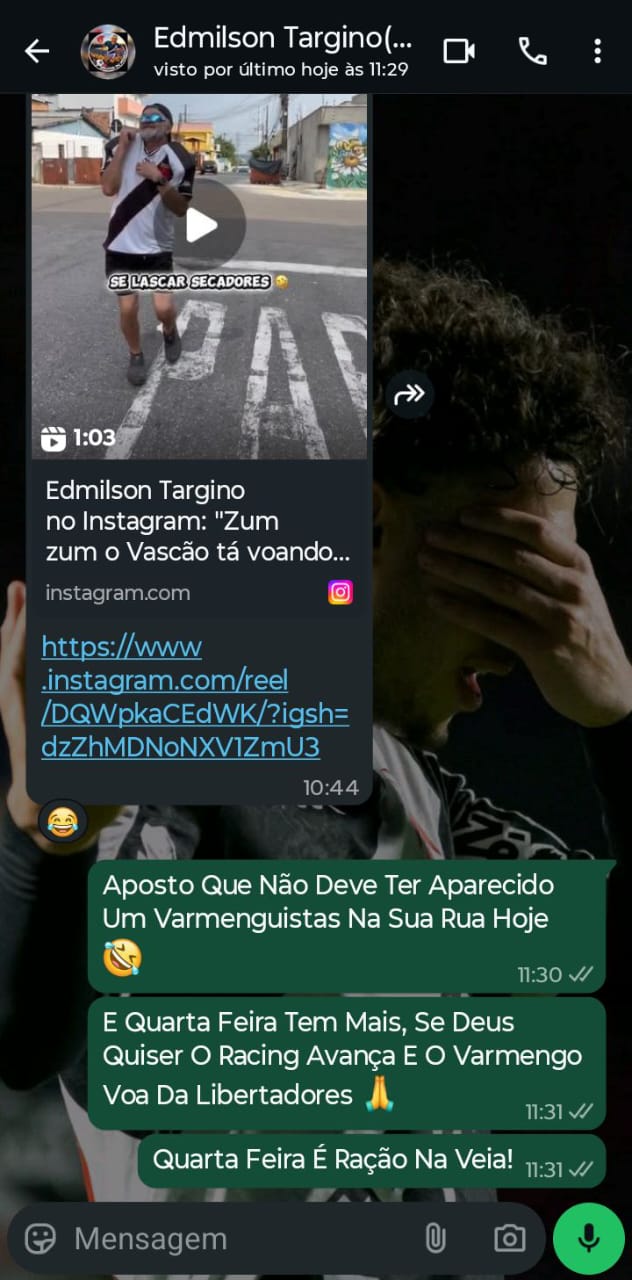 Edmilson Targino(...
visto por último hoje às 11:29
SE LASCAR SECADORES 🤣
PAR
1:03
Edmilson Targino
no Instagram: "Zum
zum o Vascão tá voando...
instagram.com
https://www
.instagram.com/reel
/DQWpkaCEdWK/?igsh=
dzZhMDNoNXV1ZmU3
10:44
😂
Aposto Que Não Deve Ter Aparecido
Um Varmenguistas Na Sua Rua Hoje
🤣
11:30
E Quarta Feira Tem Mais, Se Deus
Quiser O Racing Avança E O Varmengo
Voa Da Libertadores 🙏
11:31
Quarta Feira É Ração Na Veia!
11:31
Mensagem